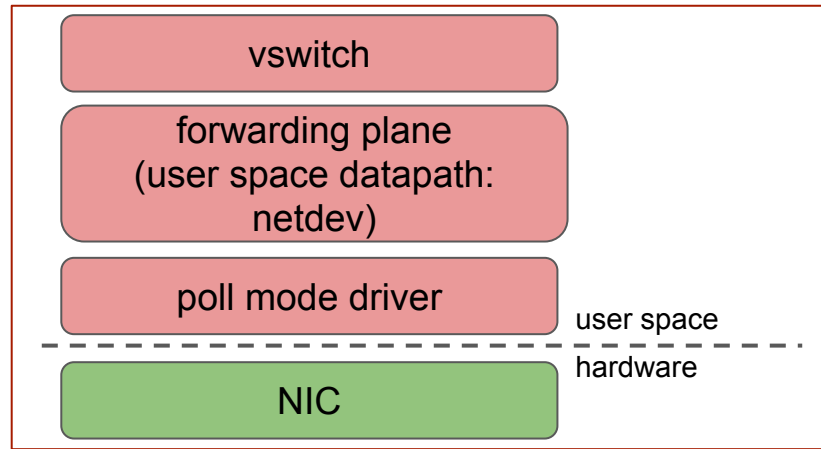 vswitch
forwarding plane
(user space datapath:
netdev)
poll mode driver
user space
hardware
NIC